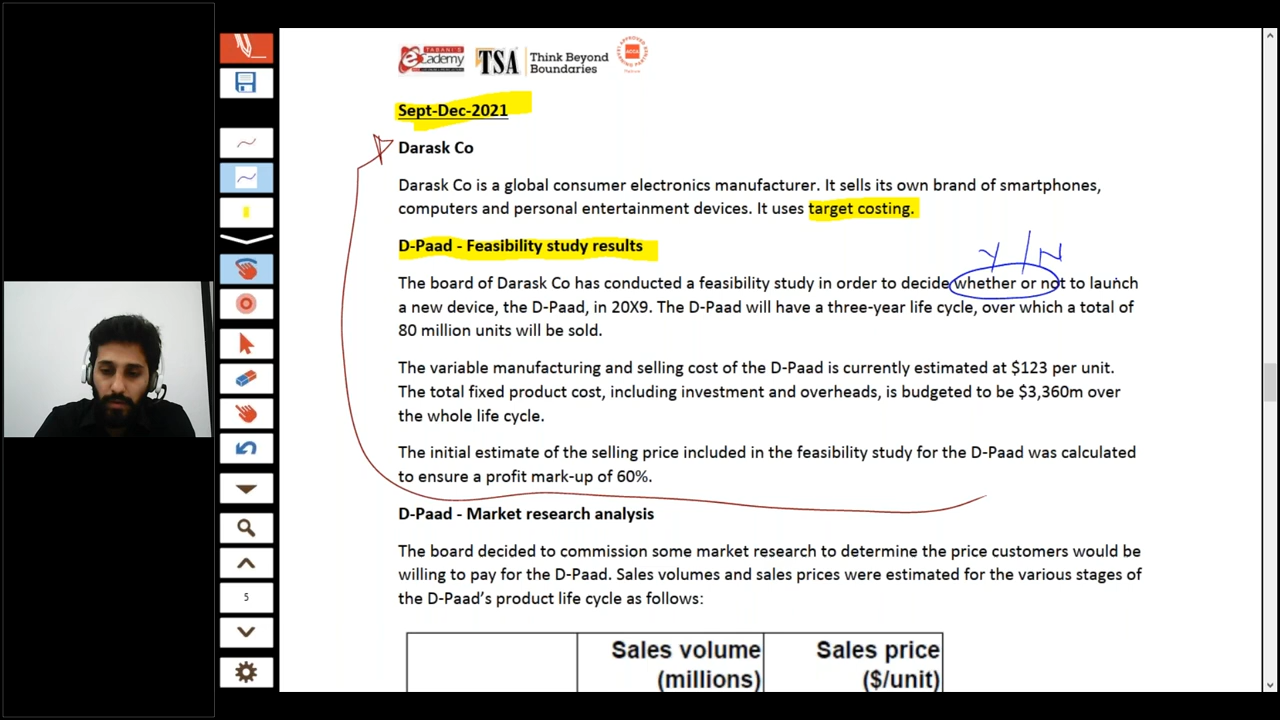 TABANI'S
ecademy
TSA
Think Beyond
Boundaries
Sept-Dec-2021
Darask Co
Darask Co is a global consumer electronics manufacturer. It sells its own brand of smartphones,
computers and personal entertainment devices. It uses target costing.
D-Paad - Feasibility study results
Y / N
The board of Darask Co has conducted a feasibility study in order to decide whether or not to launch
a new device, the D-Paad, in 20X9. The D-Paad will have a three-year life cycle, over which a total of
80 million units will be sold.
The variable manufacturing and selling cost of the D-Paad is currently estimated at $123 per unit.
The total fixed product cost, including investment and overheads, is budgeted to be $3,360m over
the whole life cycle.
The initial estimate of the selling price included in the feasibility study for the D-Paad was calculated
to ensure a profit mark-up of 60%.
D-Paad - Market research analysis
The board decided to commission some market research to determine the price customers would be
willing to pay for the D-Paad. Sales volumes and sales prices were estimated for the various stages of
the D-Paad's product life cycle as follows:
Sales volume
(millions)
Sales price
($/unit)
5